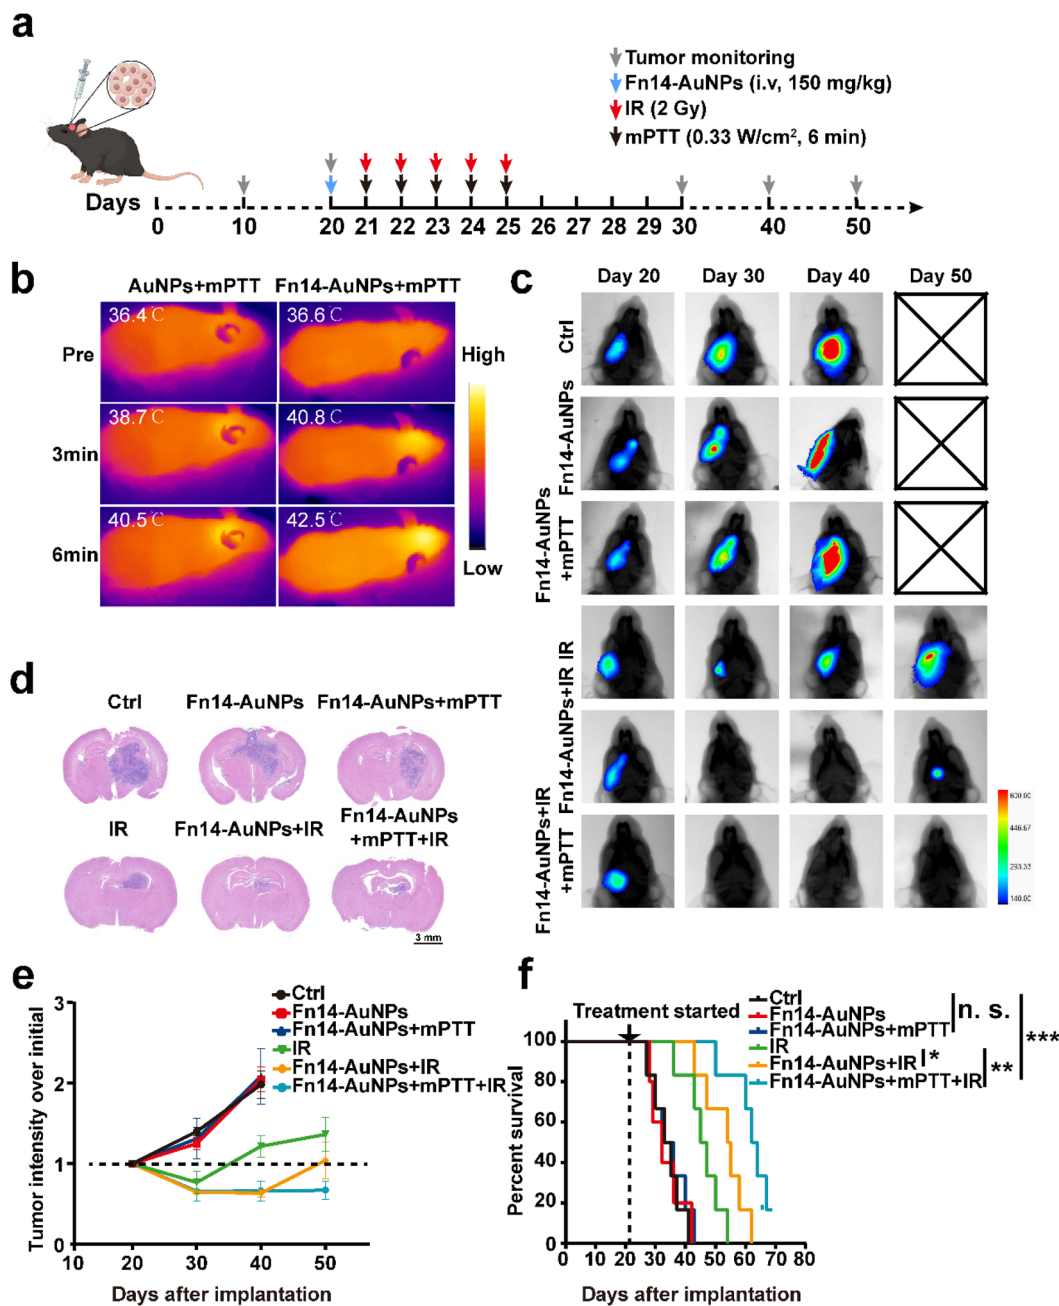 a
Tumor monitoring
Fn14-AuNPs (i.v, 150 mg/kg)
IR (2 Gy)
mPTT (0.33 W/cm², 6 min)
Days
0 10 20 21 22 23 24 25 26 27 28 29 30 40 50
b
AuNPs+mPTT Fn14-AuNPs+mPTT
Pre 36.4℃ 36.6℃
3min 38.7℃ 40.8℃
6min 40.5℃ 42.5℃
High
Low
c
Day 20 Day 30 Day 40 Day 50
Ctrl
Fn14-AuNPs
Fn14-AuNPs
+mPTT
IR
Fn14-AuNPs+IR
Fn14-AuNPs+IR
+mPTT
600.00
446.67
293.33
140.00
d
Ctrl Fn14-AuNPs Fn14-AuNPs+mPTT
IR Fn14-AuNPs+IR Fn14-AuNPs
+mPTT+IR
3 mm
e
Tumor intensity over initial
3
2
1
0
10 20 30 40 50
Days after implantation
Ctrl
Fn14-AuNPs
Fn14-AuNPs+mPTT
IR
Fn14-AuNPs+IR
Fn14-AuNPs+mPTT+IR
f
Treatment started
Ctrl
Fn14-AuNPs
Fn14-AuNPs+mPTT
IR
Fn14-AuNPs+IR
Fn14-AuNPs+mPTT+IR
n. s.
*
**
***
Percent survival
100
80
60
40
20
0 10 20 30 40 50 60 70 80
Days after implantation